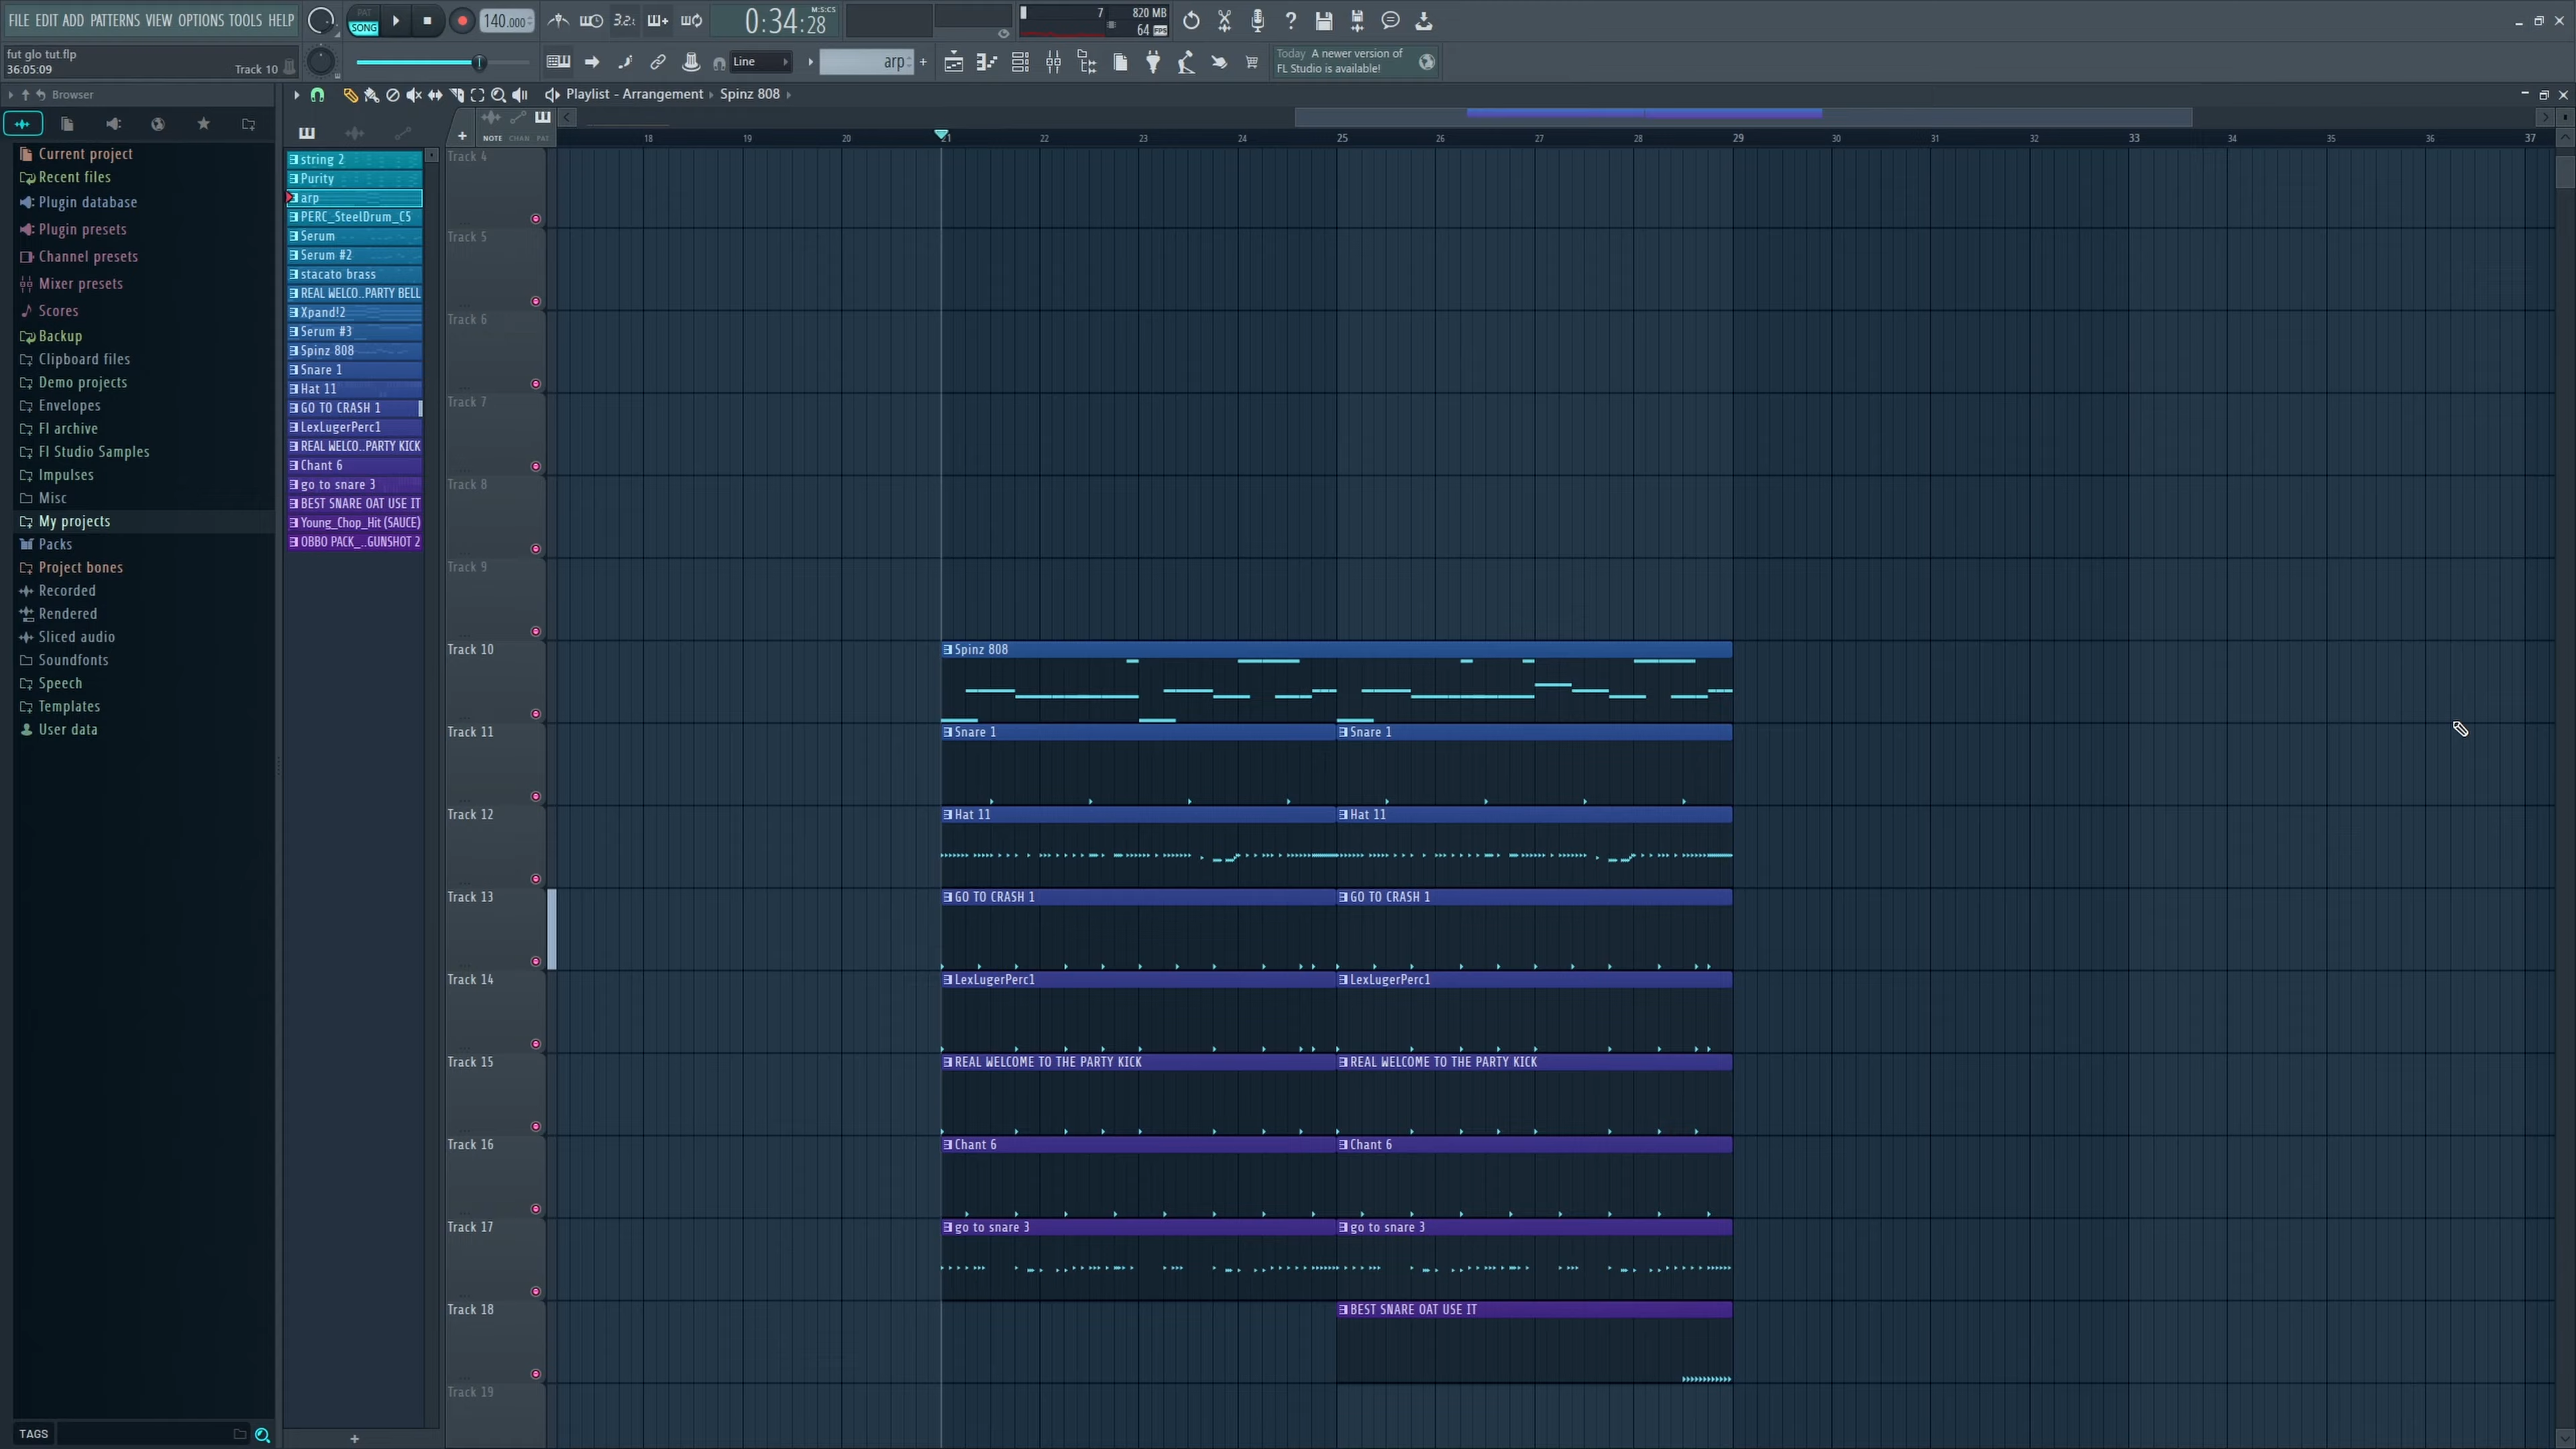 FILE EDIT ADD PATTERNS VIEW OPTIONS TOOLS HELP
PAT
SONG
140.000
3.2.
0:34:28
M:S:CS
7
820 MB
64 FPS
fut glo tut.flp
36:05:09
Track 10
Line
arp
Today A newer version of
FL Studio is available!
Browser
Playlist - Arrangement
Spinz 808
NOTE CHAN PAT
18 19 20 21 22 23 24 25 26 27 28 29 30 31 32 33 34 35 36 37
Current project
Recent files
Plugin database
Plugin presets
Channel presets
Mixer presets
Scores
Backup
Clipboard files
Demo projects
Envelopes
Fl archive
Fl Studio Samples
Impulses
Misc
My projects
Packs
Project bones
Recorded
Rendered
Sliced audio
Soundfonts
Speech
Templates
User data
TAGS
string 2
Purity
arp
PERC_SteelDrum_C5
Serum
Serum #2
stacato brass
REAL WELCO..PARTY BELL
Xpand!2
Serum #3
Spinz 808
Snare 1
Hat 11
GO TO CRASH 1
LexLugerPerc1
REAL WELCO..PARTY KICK
Chant 6
go to snare 3
BEST SNARE OAT USE IT
Young_Chop_Hit (SAUCE)
OBBO PACK_..GUNSHOT 2
Track 4
Track 5
Track 6
Track 7
Track 8
Track 9
Track 10
Spinz 808
Track 11
Snare 1
Snare 1
Track 12
Hat 11
Hat 11
Track 13
GO TO CRASH 1
GO TO CRASH 1
Track 14
LexLugerPerc1
LexLugerPerc1
Track 15
REAL WELCOME TO THE PARTY KICK
REAL WELCOME TO THE PARTY KICK
Track 16
Chant 6
Chant 6
Track 17
go to snare 3
go to snare 3
Track 18
BEST SNARE OAT USE IT
Track 19